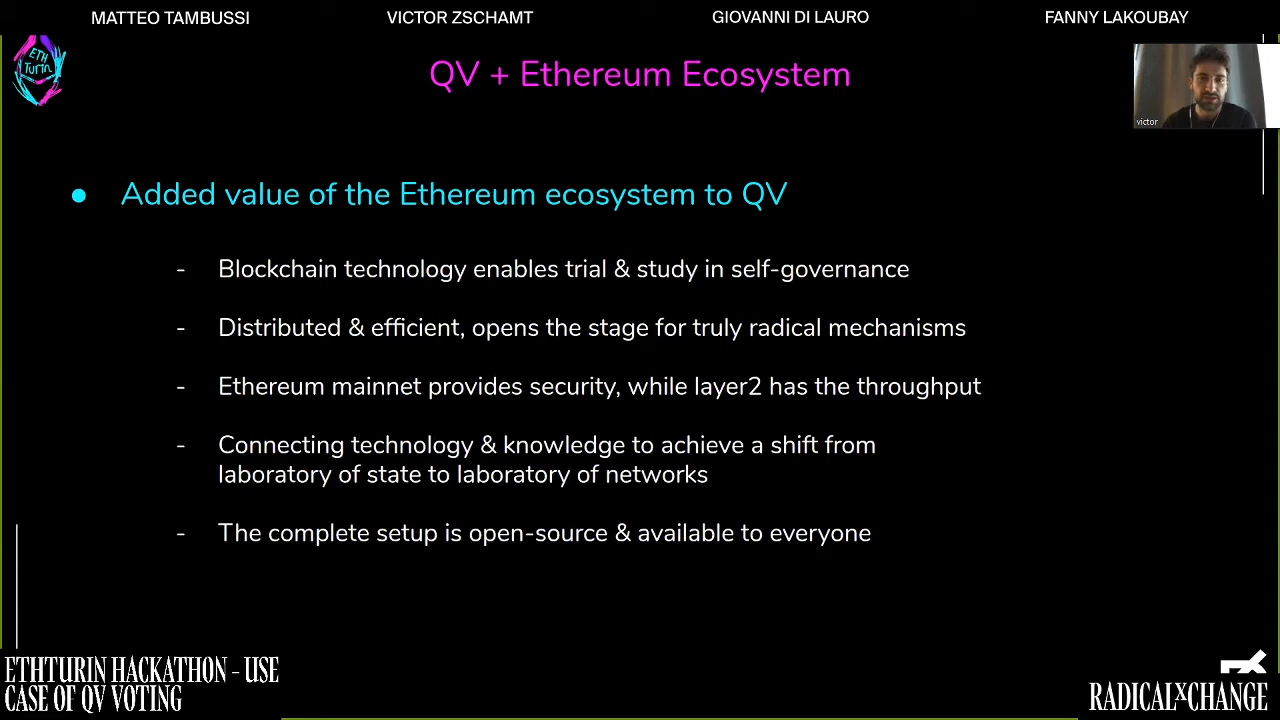 MATTEO TAMBUSSI VICTOR ZSCHAMT GIOVANNI DI LAURO FANNY LAKOUBAY
ETH
Turin
QV + Ethereum Ecosystem
victor
● Added value of the Ethereum ecosystem to QV
- Blockchain technology enables trial & study in self-governance
- Distributed & efficient, opens the stage for truly radical mechanisms
- Ethereum mainnet provides security, while layer2 has the throughput
- Connecting technology & knowledge to achieve a shift from
laboratory of state to laboratory of networks
- The complete setup is open-source & available to everyone
ETHTURIN HACKATHON - USE
CASE OF QV VOTING
RADICALXCHANGE